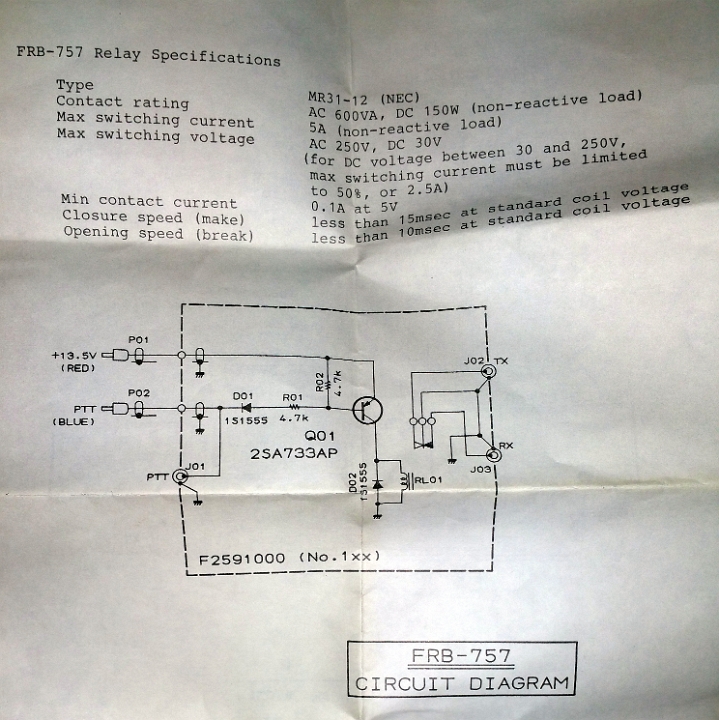 FRB-757 Relay Specifications
Type MR31-12 (NEC)
Contact rating AC 600VA, DC 150W (non-reactive load)
Max switching current 5A (non-reactive load)
Max switching voltage AC 250V, DC 30V
(for DC voltage between 30 and 250V,
max switching current must be limited
to 50%, or 2.5A)
Min contact current 0.1A at 5V
Closure speed (make) less than 15msec at standard coil voltage
Opening speed (break) less than 10msec at standard coil voltage
P01
+13.5V
(RED)
R02
4.7k
J02 TX
P02
PTT
(BLUE)
D01
1S1555
R01
4.7k
Q01
2SA733AP
RX
J03
J01
PTT
D02
1S1555
RL01
F2591000 (No.1xx)
FRB-757
CIRCUIT DIAGRAM